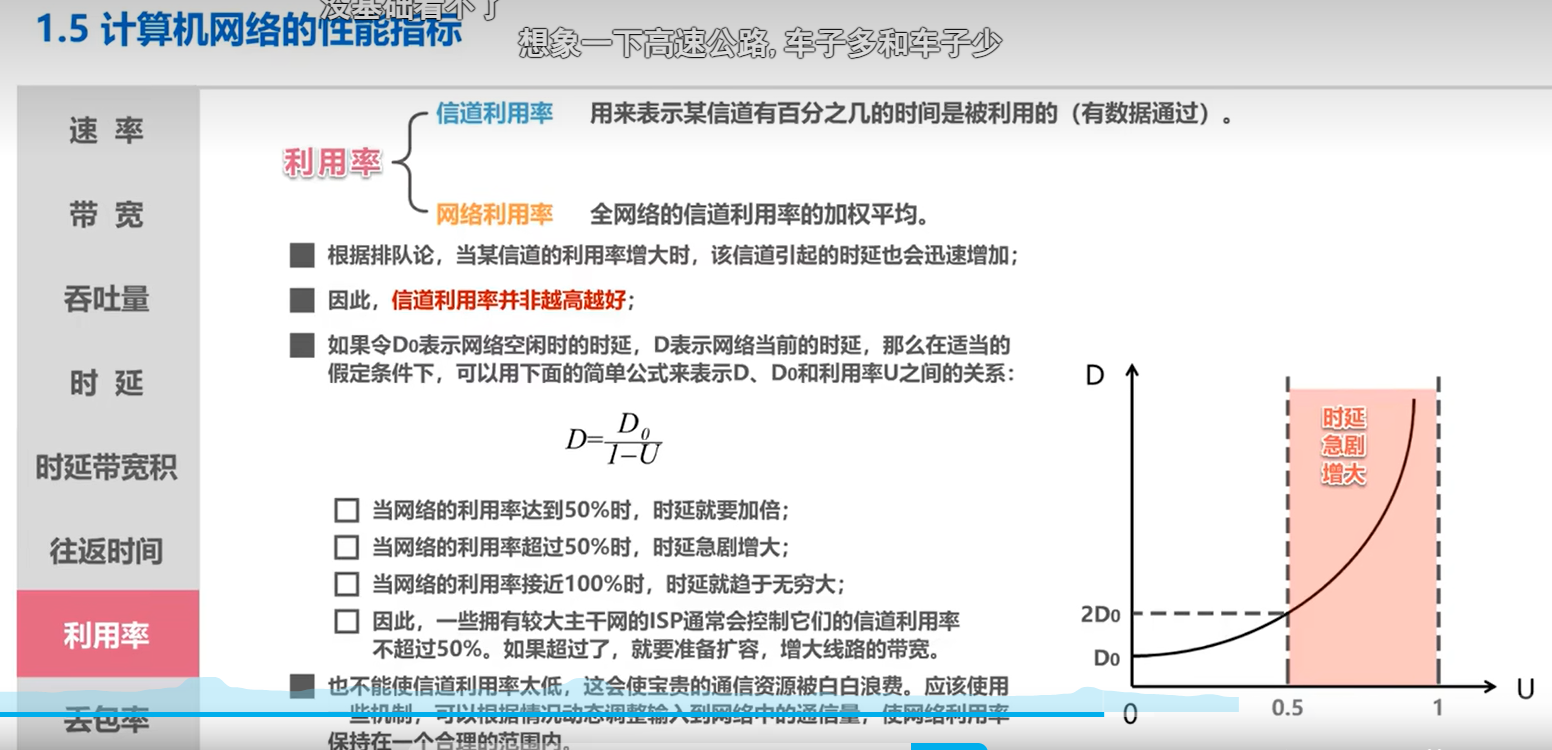 没基础看不了
1.5 计算机网络的性能指标
想象一下高速公路, 车子多和车子少
速 率
带 宽
吞吐量
时 延
时延带宽积
往返时间
利用率
丢包率
利用率
信道利用率 用来表示某信道有百分之几的时间是被利用的（有数据通过）。
网络利用率 全网络的信道利用率的加权平均。
根据排队论，当某信道的利用率增大时，该信道引起的时延也会迅速增加；
因此，信道利用率并非越高越好；
如果令D0表示网络空闲时的时延，D表示网络当前的时延，那么在适当的
假定条件下，可以用下面的简单公式来表示D、D0和利用率U之间的关系：
D=D0/1-U
当网络的利用率达到50%时，时延就要加倍；
当网络的利用率超过50%时，时延急剧增大；
当网络的利用率接近100%时，时延就趋于无穷大；
因此，一些拥有较大主干网的ISP通常会控制它们的信道利用率
不超过50%。如果超过了，就要准备扩容，增大线路的带宽。
也不能使信道利用率太低，这会使宝贵的通信资源被白白浪费。应该使用
一些机制，可以根据情况动态调整输入到网络中的通信量，使网络利用率
保持在一个合理的范围内。
D
时延
急剧
增大
2D0
D0
0
0.5
1
U